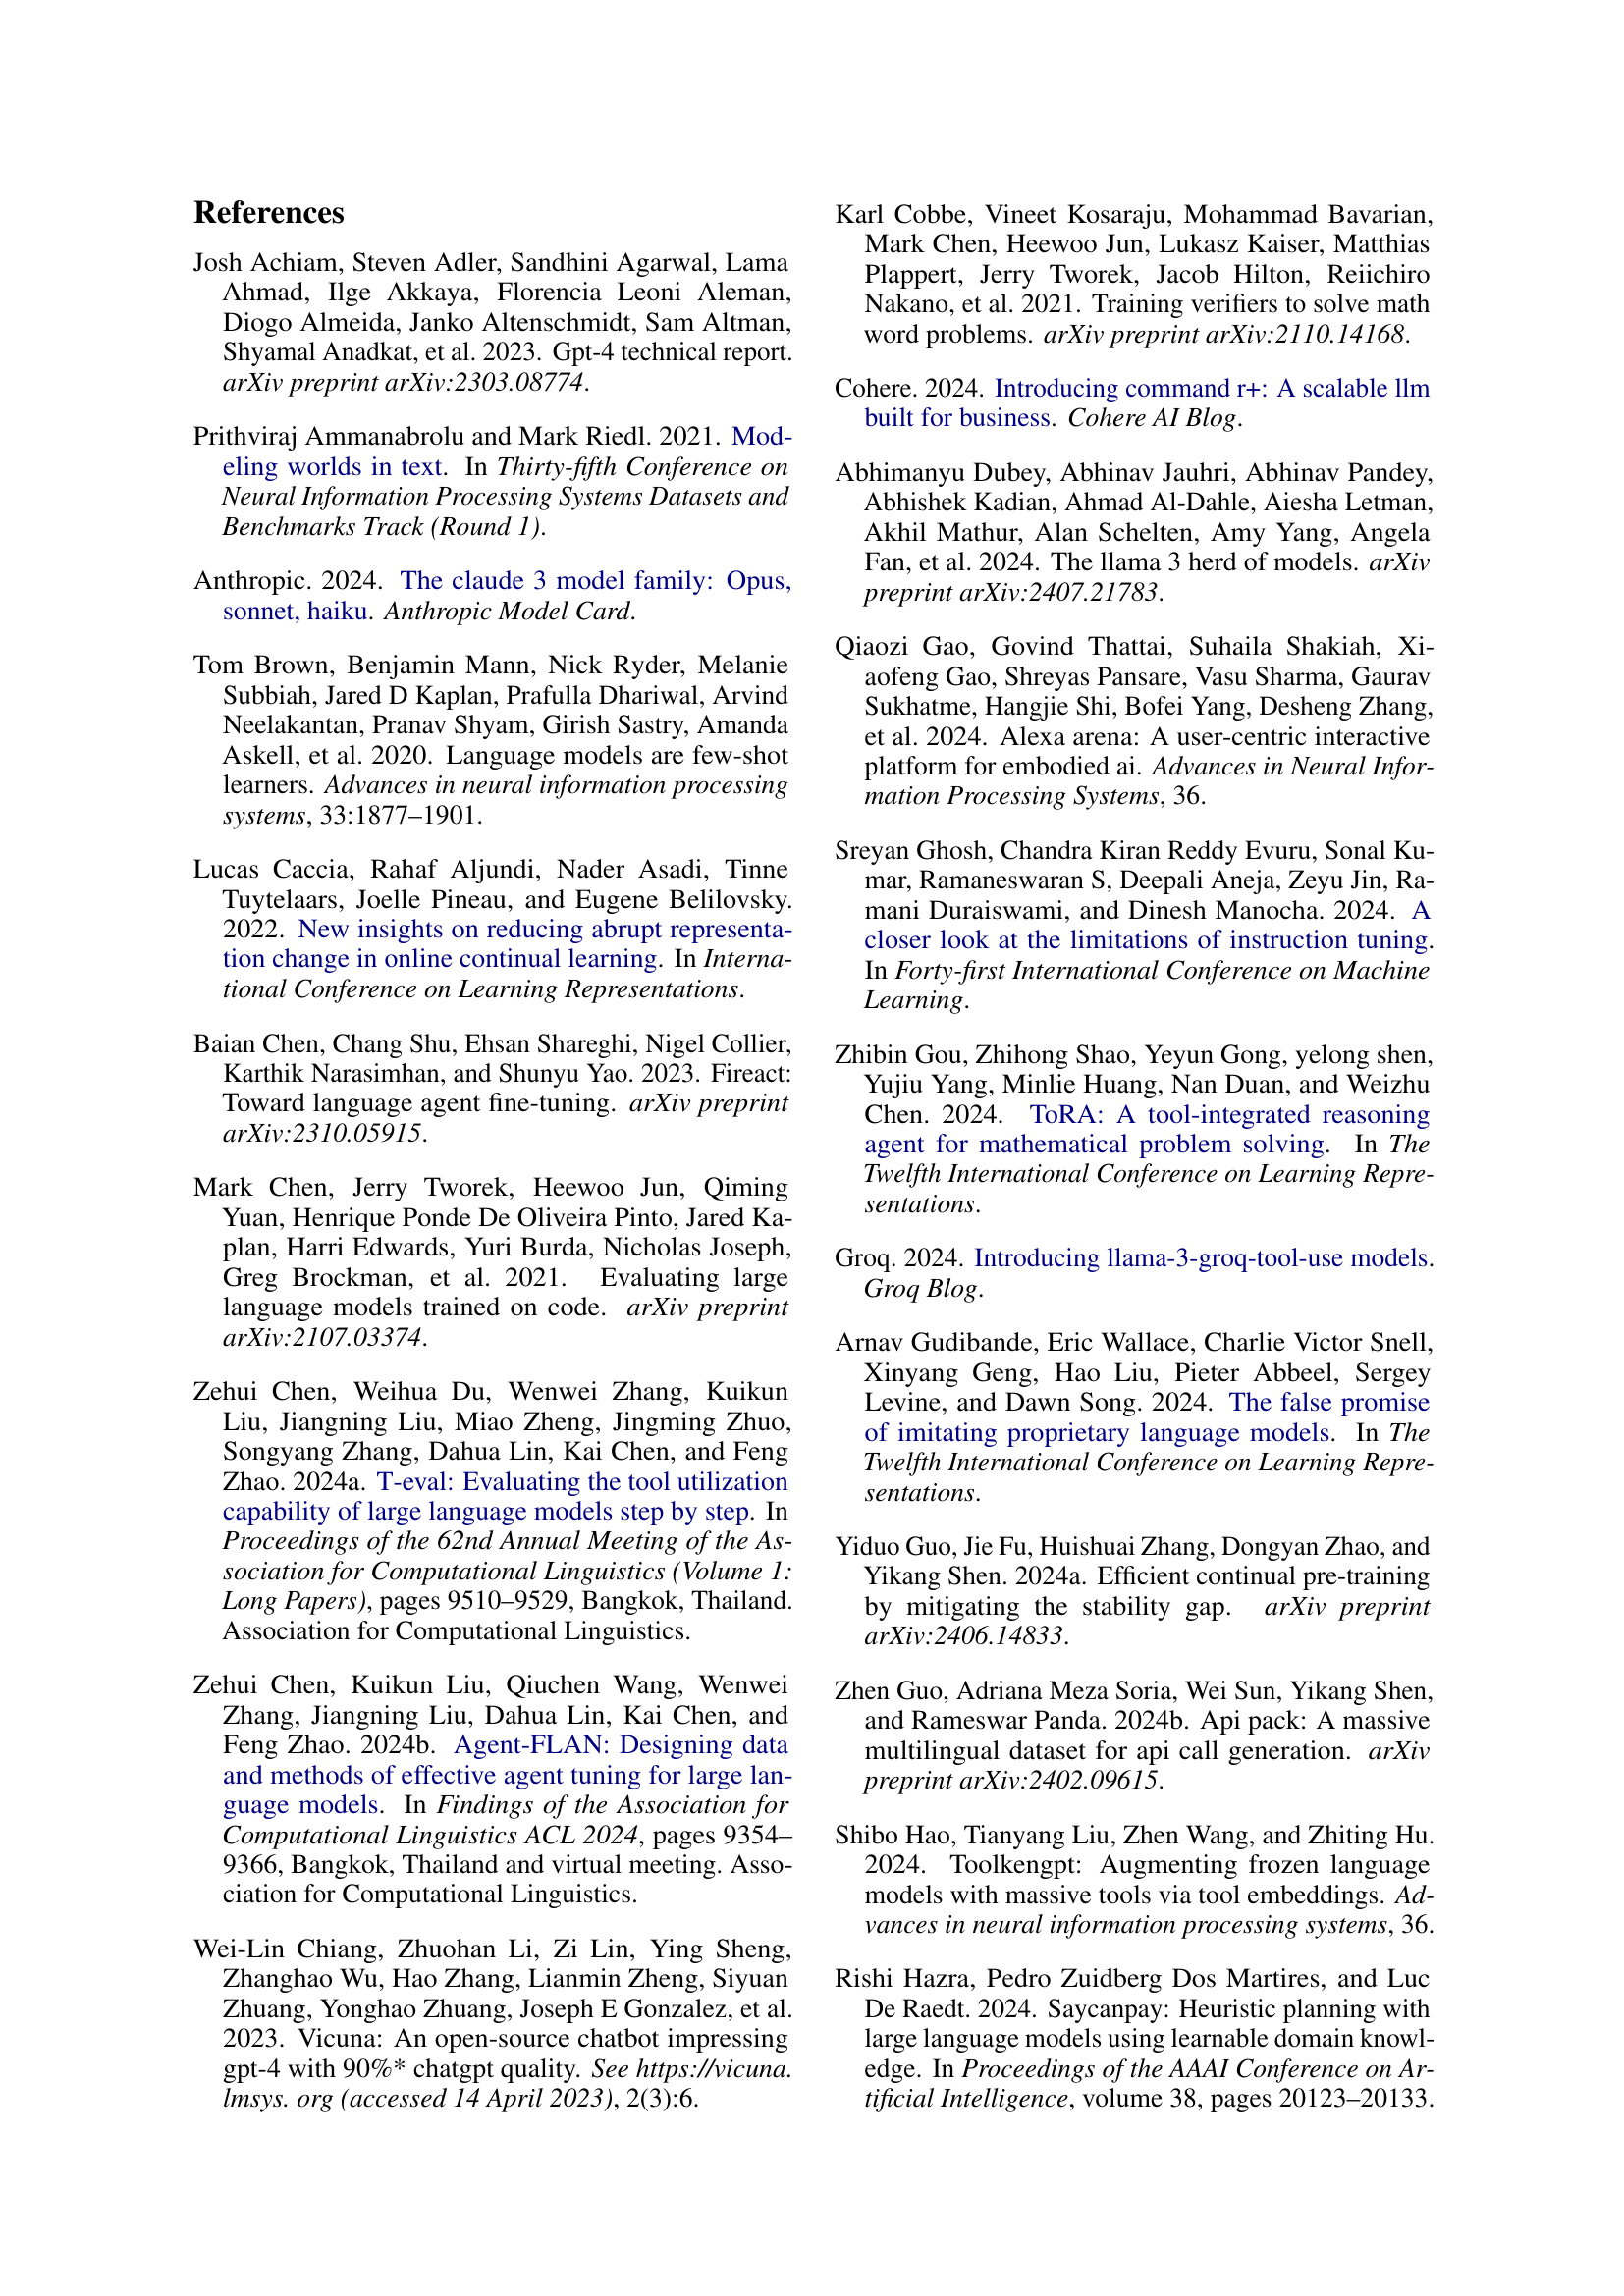 References
Josh Achiam, Steven Adler, Sandhini Agarwal, Lama
Ahmad, Ilge Akkaya, Florencia Leoni Aleman,
Diogo Almeida, Janko Altenschmidt, Sam Altman,
Shyamal Anadkat, et al. 2023. Gpt-4 technical report.
arXiv preprint arXiv:2303.08774.
Prithviraj Ammanabrolu and Mark Riedl. 2021. Mod-
eling worlds in text. In Thirty-fifth Conference on
Neural Information Processing Systems Datasets and
Benchmarks Track (Round 1).
Anthropic. 2024. The claude 3 model family: Opus,
sonnet, haiku. Anthropic Model Card.
Tom Brown, Benjamin Mann, Nick Ryder, Melanie
Subbiah, Jared D Kaplan, Prafulla Dhariwal, Arvind
Neelakantan, Pranav Shyam, Girish Sastry, Amanda
Askell, et al. 2020. Language models are few-shot
learners. Advances in neural information processing
systems, 33:1877–1901.
Lucas Caccia, Rahaf Aljundi, Nader Asadi, Tinne
Tuytelaars, Joelle Pineau, and Eugene Belilovsky.
2022. New insights on reducing abrupt representa-
tion change in online continual learning. In Interna-
tional Conference on Learning Representations.
Baian Chen, Chang Shu, Ehsan Shareghi, Nigel Collier,
Karthik Narasimhan, and Shunyu Yao. 2023. Fireact:
Toward language agent fine-tuning. arXiv preprint
arXiv:2310.05915.
Mark Chen, Jerry Tworek, Heewoo Jun, Qiming
Yuan, Henrique Ponde De Oliveira Pinto, Jared Ka-
plan, Harri Edwards, Yuri Burda, Nicholas Joseph,
Greg Brockman, et al. 2021. Evaluating large
language models trained on code. arXiv preprint
arXiv:2107.03374.
Zehui Chen, Weihua Du, Wenwei Zhang, Kuikun
Liu, Jiangning Liu, Miao Zheng, Jingming Zhuo,
Songyang Zhang, Dahua Lin, Kai Chen, and Feng
Zhao. 2024a. T-eval: Evaluating the tool utilization
capability of large language models step by step. In
Proceedings of the 62nd Annual Meeting of the As-
sociation for Computational Linguistics (Volume 1:
Long Papers), pages 9510–9529, Bangkok, Thailand.
Association for Computational Linguistics.
Zehui Chen, Kuikun Liu, Qiuchen Wang, Wenwei
Zhang, Jiangning Liu, Dahua Lin, Kai Chen, and
Feng Zhao. 2024b. Agent-FLAN: Designing data
and methods of effective agent tuning for large lan-
guage models. In Findings of the Association for
Computational Linguistics ACL 2024, pages 9354–
9366, Bangkok, Thailand and virtual meeting. Asso-
ciation for Computational Linguistics.
Wei-Lin Chiang, Zhuohan Li, Zi Lin, Ying Sheng,
Zhanghao Wu, Hao Zhang, Lianmin Zheng, Siyuan
Zhuang, Yonghao Zhuang, Joseph E Gonzalez, et al.
2023. Vicuna: An open-source chatbot impressing
gpt-4 with 90%* chatgpt quality. See https://vicuna.
lmsys. org (accessed 14 April 2023), 2(3):6.
Karl Cobbe, Vineet Kosaraju, Mohammad Bavarian,
Mark Chen, Heewoo Jun, Lukasz Kaiser, Matthias
Plappert, Jerry Tworek, Jacob Hilton, Reiichiro
Nakano, et al. 2021. Training verifiers to solve math
word problems. arXiv preprint arXiv:2110.14168.
Cohere. 2024. Introducing command r+: A scalable llm
built for business. Cohere AI Blog.
Abhimanyu Dubey, Abhinav Jauhri, Abhinav Pandey,
Abhishek Kadian, Ahmad Al-Dahle, Aiesha Letman,
Akhil Mathur, Alan Schelten, Amy Yang, Angela
Fan, et al. 2024. The llama 3 herd of models. arXiv
preprint arXiv:2407.21783.
Qiaozi Gao, Govind Thattai, Suhaila Shakiah, Xi-
aofeng Gao, Shreyas Pansare, Vasu Sharma, Gaurav
Sukhatme, Hangjie Shi, Bofei Yang, Desheng Zhang,
et al. 2024. Alexa arena: A user-centric interactive
platform for embodied ai. Advances in Neural Infor-
mation Processing Systems, 36.
Sreyan Ghosh, Chandra Kiran Reddy Evuru, Sonal Ku-
mar, Ramaneswaran S, Deepali Aneja, Zeyu Jin, Ra-
mani Duraiswami, and Dinesh Manocha. 2024. A
closer look at the limitations of instruction tuning.
In Forty-first International Conference on Machine
Learning.
Zhibin Gou, Zhihong Shao, Yeyun Gong, yelong shen,
Yujiu Yang, Minlie Huang, Nan Duan, and Weizhu
Chen. 2024. ToRA: A tool-integrated reasoning
agent for mathematical problem solving. In The
Twelfth International Conference on Learning Repre-
sentations.
Groq. 2024. Introducing llama-3-groq-tool-use models.
Groq Blog.
Arnav Gudibande, Eric Wallace, Charlie Victor Snell,
Xinyang Geng, Hao Liu, Pieter Abbeel, Sergey
Levine, and Dawn Song. 2024. The false promise
of imitating proprietary language models. In The
Twelfth International Conference on Learning Repre-
sentations.
Yiduo Guo, Jie Fu, Huishuai Zhang, Dongyan Zhao, and
Yikang Shen. 2024a. Efficient continual pre-training
by mitigating the stability gap. arXiv preprint
arXiv:2406.14833.
Zhen Guo, Adriana Meza Soria, Wei Sun, Yikang Shen,
and Rameswar Panda. 2024b. Api pack: A massive
multilingual dataset for api call generation. arXiv
preprint arXiv:2402.09615.
Shibo Hao, Tianyang Liu, Zhen Wang, and Zhiting Hu.
2024. Toolkengpt: Augmenting frozen language
models with massive tools via tool embeddings. Ad-
vances in neural information processing systems, 36.
Rishi Hazra, Pedro Zuidberg Dos Martires, and Luc
De Raedt. 2024. Saycanpay: Heuristic planning with
large language models using learnable domain knowl-
edge. In Proceedings of the AAAI Conference on Ar-
tificial Intelligence, volume 38, pages 20123–20133.